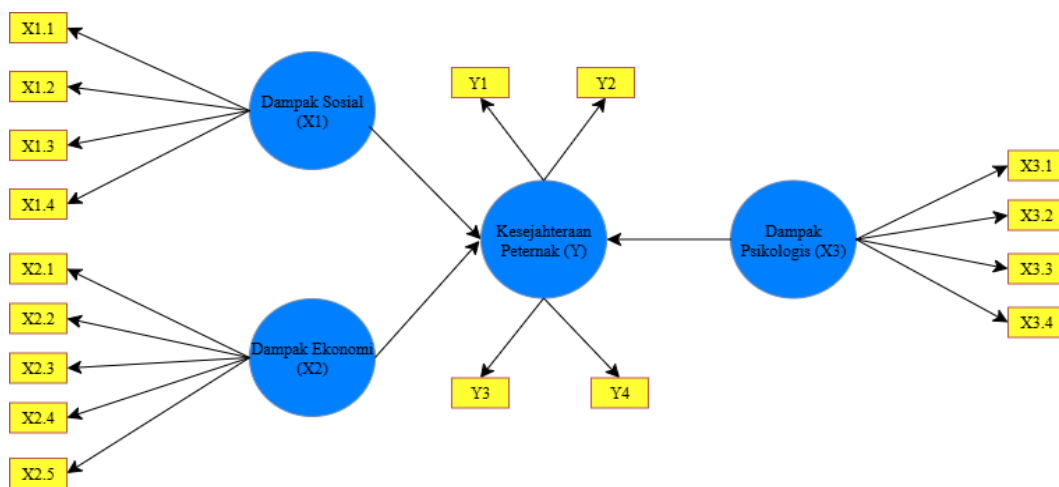 X1.1
X1.2
X1.3
X1.4
Dampak Sosial
(X1)
X2.1
X2.2
X2.3
X2.4
X2.5
Dampak Ekonomi
(X2)
Y1
Y2
Kesejahteraan
Peternak (Y)
Y3
Y4
Dampak
Psikologis (X3)
X3.1
X3.2
X3.3
X3.4